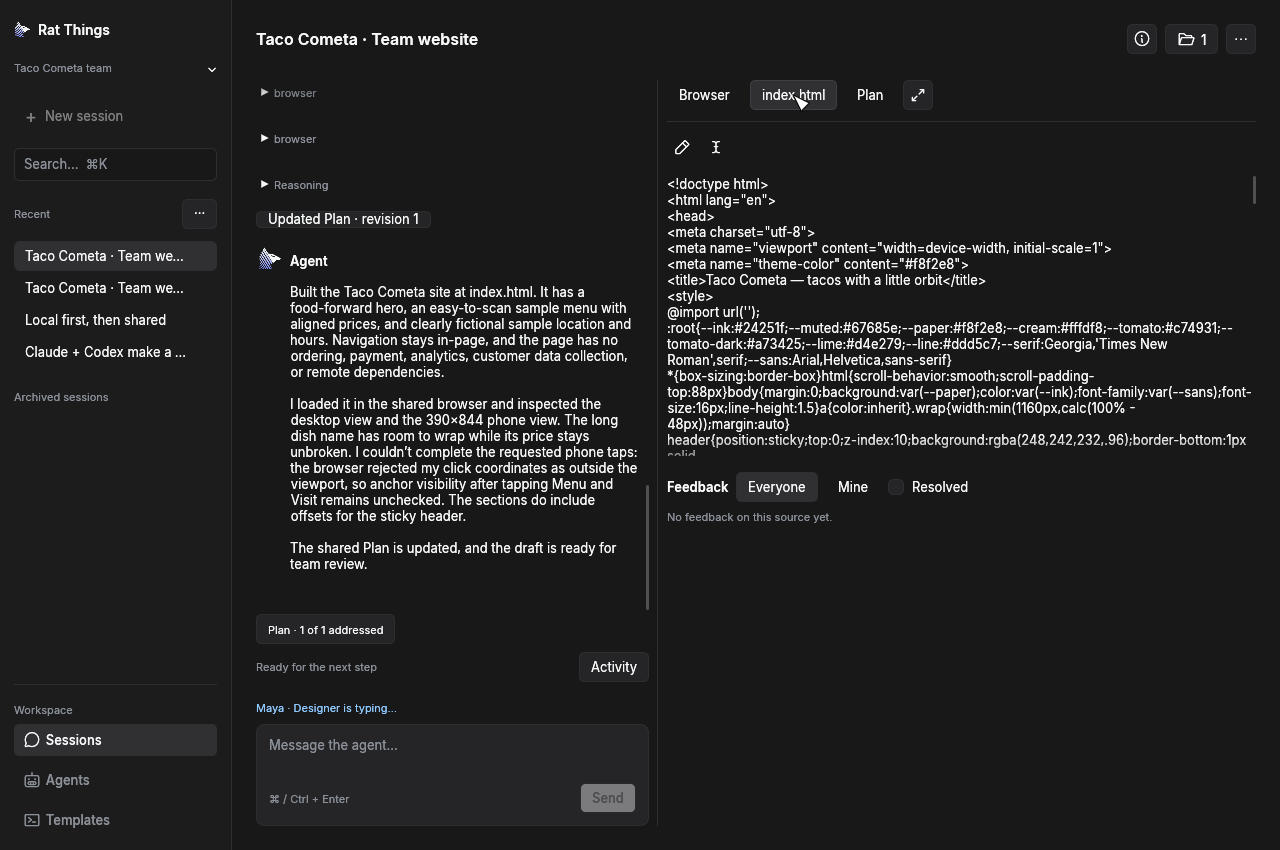 Rat Things
Taco Cometa team
+ New session
Search... ⌘K
Recent
...
Taco Cometa · Team we...
Taco Cometa · Team we...
Local first, then shared
Claude + Codex make a ...
Archived sessions
Workspace
Sessions
Agents
Templates
Taco Cometa · Team website
1
...
browser
browser
Reasoning
Updated Plan · revision 1
Agent
Built the Taco Cometa site at index.html. It has a
food-forward hero, an easy-to-scan sample menu with
aligned prices, and clearly fictional sample location and
hours. Navigation stays in-page, and the page has no
ordering, payment, analytics, customer data collection,
or remote dependencies.
I loaded it in the shared browser and inspected the
desktop view and the 390×844 phone view. The long
dish name has room to wrap while its price stays
unbroken. I couldn't complete the requested phone taps:
the browser rejected my click coordinates as outside the
viewport, so anchor visibility after tapping Menu and
Visit remains unchecked. The sections do include
offsets for the sticky header.
The shared Plan is updated, and the draft is ready for
team review.
Plan · 1 of 1 addressed
Ready for the next step
Activity
Maya · Designer is typing...
Message the agent...
⌘ / Ctrl + Enter
Send
Browser
index.html
Plan
<!doctype html>
<html lang="en">
<head>
<meta charset="utf-8">
<meta name="viewport" content="width=device-width, initial-scale=1">
<meta name="theme-color" content="#f8f2e8">
<title>Taco Cometa — tacos with a little orbit</title>
<style>
@import url('');
:root{--ink:#24251f;--muted:#67685e;--paper:#f8f2e8;--cream:#fffdf8;--tomato:#c74931;--
tomato-dark:#a73425;--lime:#d4e279;--line:#ddd5c7;--serif:Georgia,'Times New
Roman',serif;--sans:Arial,Helvetica,sans-serif}
*{box-sizing:border-box}html{scroll-behavior:smooth;scroll-padding-
top:88px}body{margin:0;background:var(--paper);color:var(--ink);font-family:var(--sans);font-
size:16px;line-height:1.5}a{color:inherit}.wrap{width:min(1160px,calc(100% -
48px));margin:auto}
header{position:sticky;top:0;z-index:10;background:rgba(248,242,232,.96);border-bottom:1px
solid
Feedback
Everyone
Mine
Resolved
No feedback on this source yet.